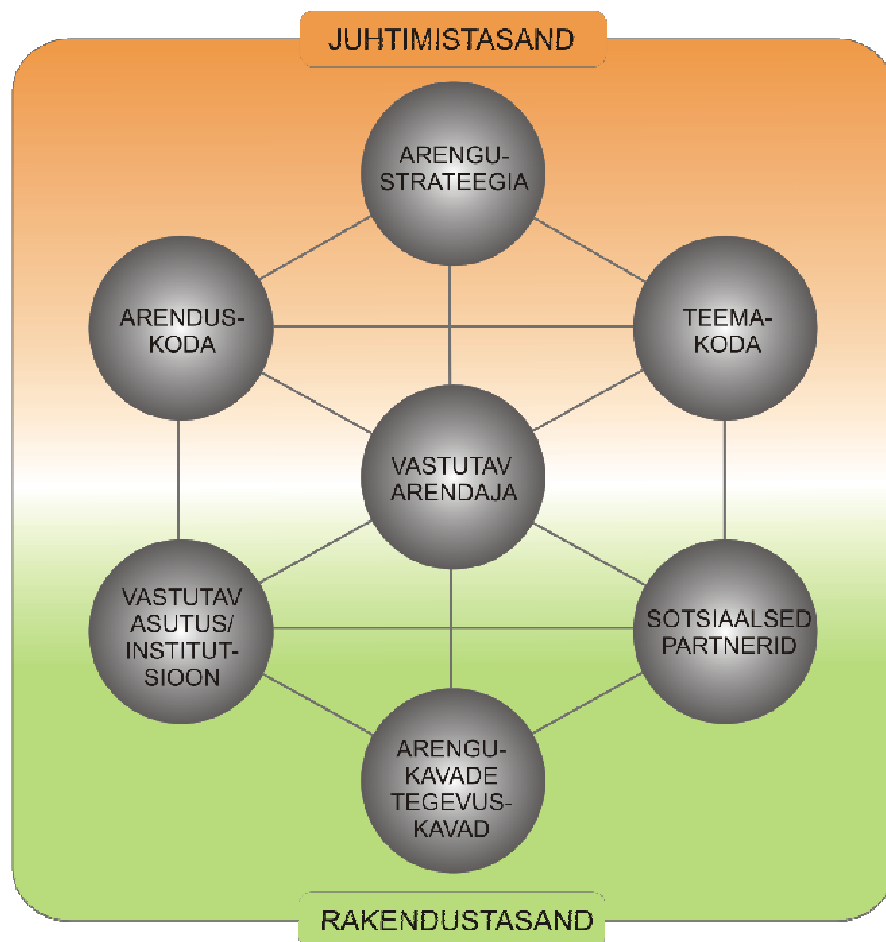 JUHTIMISTASAND
ARENGU-
STRATEEGIA
ARENDUS-
KODA
TEEMA-
KODA
VASTUTAV
ARENDAJA
VASTUTAV
ASUTUS/
INSTITUT-
SIOON
SOTSIAALSED
PARTNERID
ARENGU-
KAVADE
TEGEVUS-
KAVAD
RAKENDUSTASAND